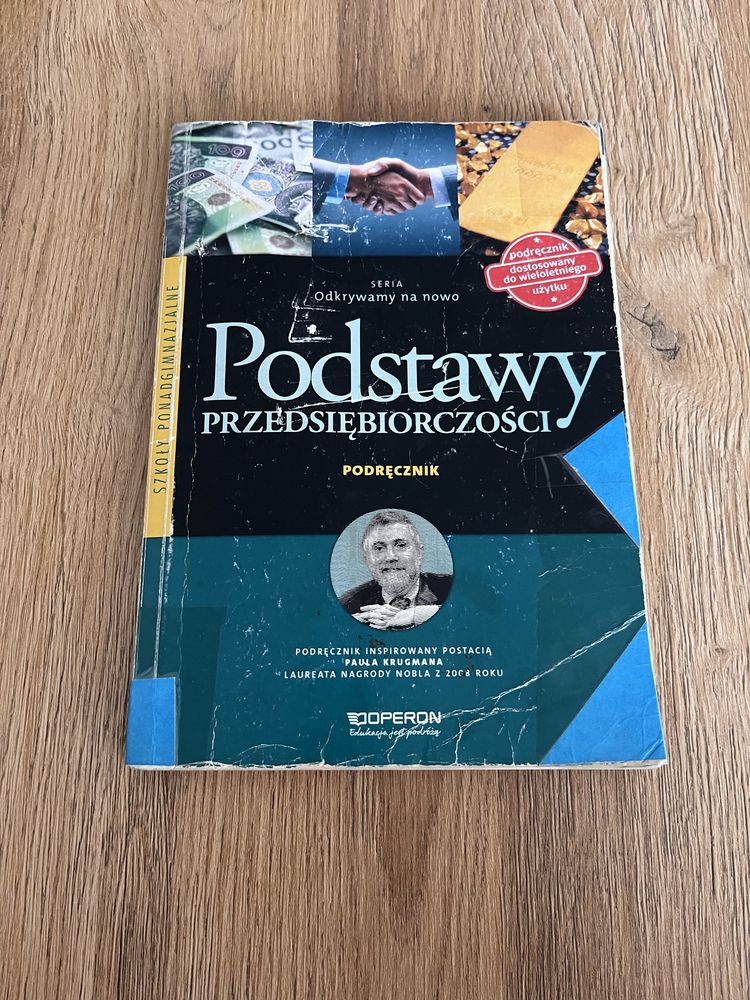 podręcznik
dostosowany
do wieloletniego
użytku
SERIA
Odkrywamy na nowo
Podstawy
PRZEDSIĘBIORCZOŚCI
PODRĘCZNIK
SZKOŁY PONADGIMNAZJALNE
PODRĘCZNIK INSPIROWANY POSTACIĄ
PAULA KRUGMANA
LAUREATA NAGRODY NOBLA Z 2008 ROKU
OPERON
Edukacja jest podróżą